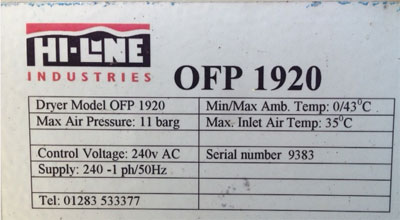 HI-LINE
INDUSTRIES
OFP 1920
Dryer Model OFP 1920 Min/Max Amb. Temp: 0/43⁰C
Max Air Pressure: 11 barg Max. Inlet Air Temp: 35⁰C
Control Voltage: 240v AC Serial number 9383
Supply: 240 -1 ph/50Hz
Tel: 01283 533377